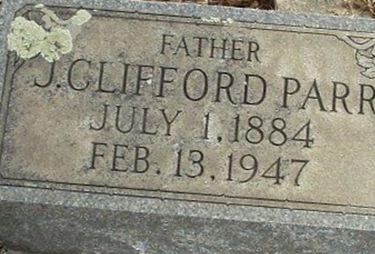 FATHER
J. CLIFFORD PARR
JULY 1, 1884
FEB. 13, 1947